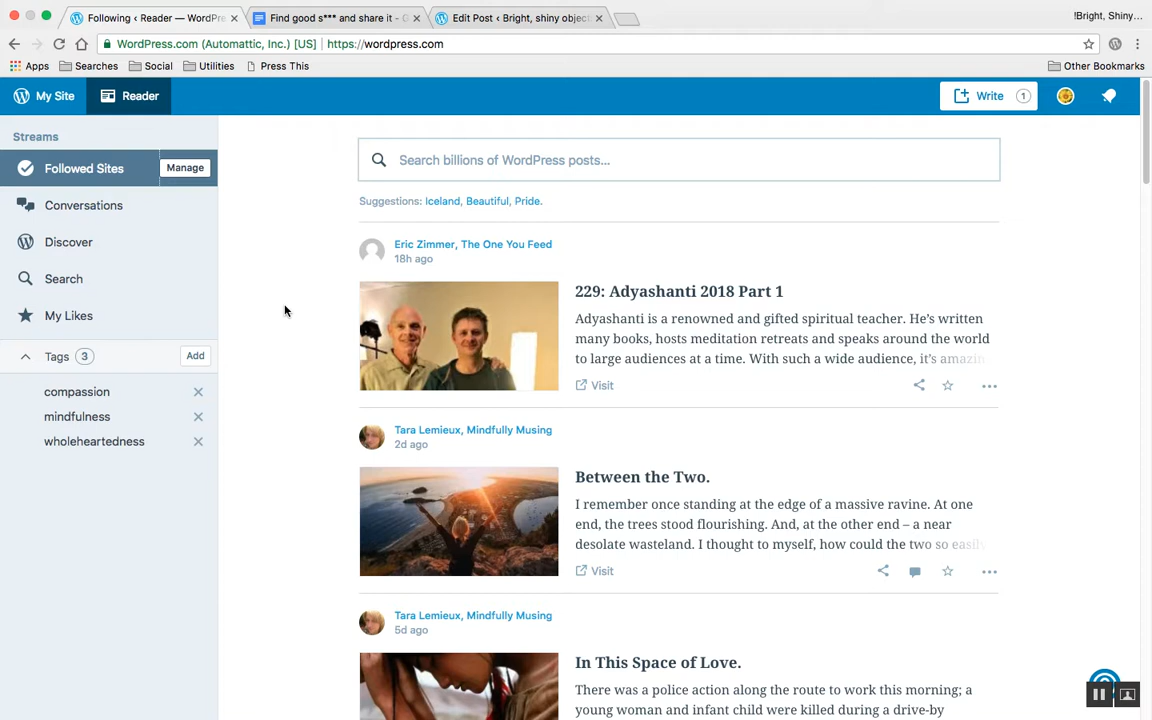 Following ‹ Reader — WordPre
Find good s*** and share it - G
Edit Post ‹ Bright, shiny objec
!Bright, Shiny…
WordPress.com (Automattic, Inc.) [US]
https://wordpress.com
Apps
Searches
Social
Utilities
Press This
Other Bookmarks
My Site
Reader
Write
1
Streams
Followed Sites
Manage
Conversations
Discover
Search
My Likes
Tags
3
Add
compassion
mindfulness
wholeheartedness
Search billions of WordPress posts…
Suggestions: Iceland, Beautiful, Pride.
Eric Zimmer, The One You Feed
18h ago
229: Adyashanti 2018 Part 1
Adyashanti is a renowned and gifted spiritual teacher. He’s written
many books, hosts meditation retreats and speaks around the world
to large audiences at a time. With such a wide audience, it’s amazin
Visit
Tara Lemieux, Mindfully Musing
2d ago
Between the Two.
I remember once standing at the edge of a massive ravine. At one
end, the trees stood flourishing. And, at the other end – a near
desolate wasteland. I thought to myself, how could the two so easily
Visit
Tara Lemieux, Mindfully Musing
5d ago
In This Space of Love.
There was a police action along the route to work this morning; a
young woman and infant child were killed during a drive-by